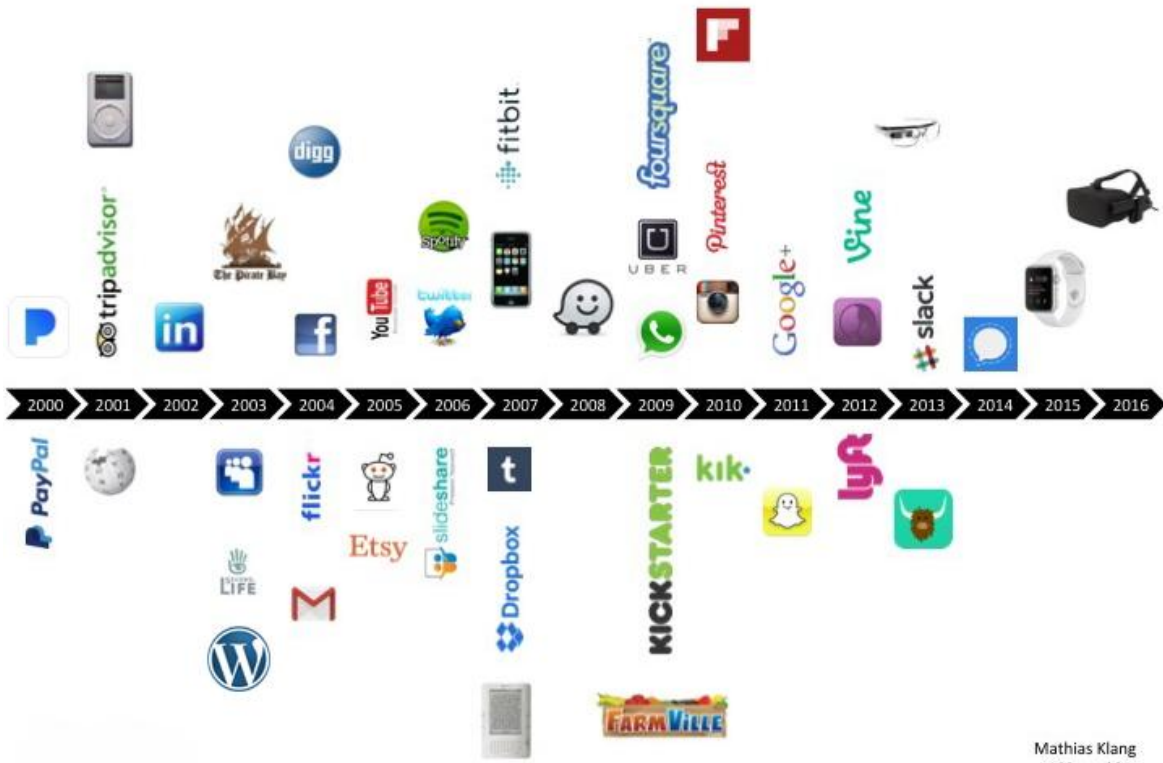 foursquare
fitbit
digg
tripadvisor
The Pirate Bay
Spotify
twitter
UBER
Pinterest
Vine
Google+
slack
in
f
You Tube
2000 2001 2002 2003 2004 2005 2006 2007 2008 2009 2010 2011 2012 2013 2014 2015 2016
PayPal
flickr
slideshare
t
KICKSTARTER
kik
lyft
Etsy
SECOND
LIFE
Dropbox
W
FARMVILLE
Mathias Klang